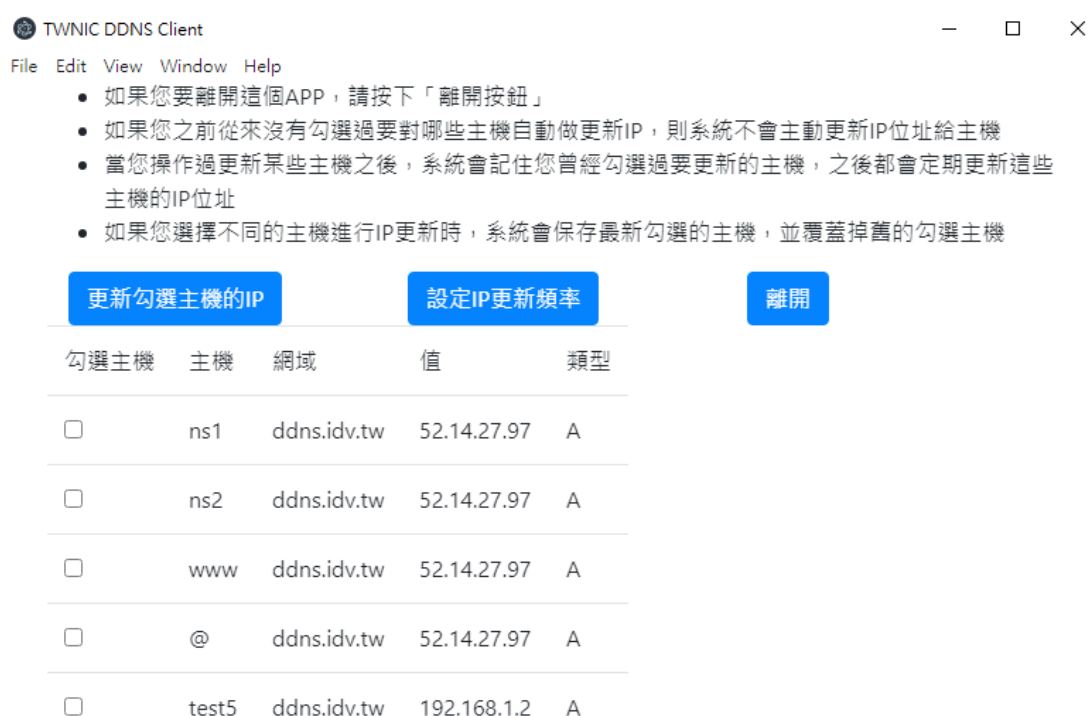 TWNIC DDNS Client
File Edit View Window Help
如果您要離開這個APP，請按下「離開按鈕」
如果您之前從來沒有勾選過要對哪些主機自動做更新IP，則系統不會主動更新IP位址給主機
當您操作過更新某些主機之後，系統會記住您曾經勾選過要更新的主機，之後都會定期更新這些
主機的IP位址
如果您選擇不同的主機進行IP更新時，系統會保存最新勾選的主機，並覆蓋掉舊的勾選主機
更新勾選主機的IP 設定IP更新頻率 離開
勾選主機 主機 網域 值 類型
ns1 ddns.idv.tw 52.14.27.97 A
ns2 ddns.idv.tw 52.14.27.97 A
www ddns.idv.tw 52.14.27.97 A
@ ddns.idv.tw 52.14.27.97 A
test5 ddns.idv.tw 192.168.1.2 A